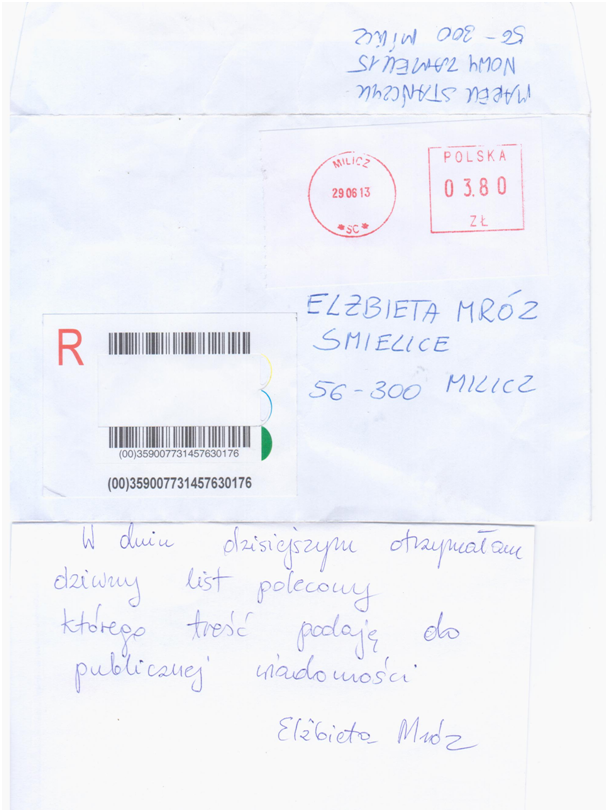 MAREK STAŃCZYK
NOWY ZAMEK 15
56-300 MILICZ
MILICZ
29.06.13
SC
POLSKA
03.80
ZŁ
ELŻBIETA MRÓZ
SMIELICE
56-300 MILICZ
R
(00)359007731457630176
(00)359007731457630176
W dniu dzisiejszym otrzymałam
dziwny list polecony
którego treść podaję do
publicznej wiadomości
Elżbieta Mróz